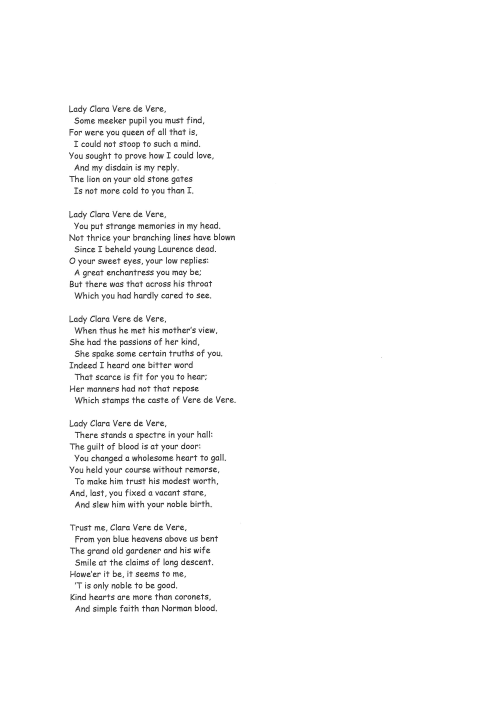 Lady Clara Vere de Vere,
Some meeker pupil you must find,
For were you queen of all that is,
I could not stoop to such a mind.
You sought to prove how I could love,
And my disdain is my reply.
The lion on your old stone gates
Is not more cold to you than I.

Lady Clara Vere de Vere,
You put strange memories in my head.
Not thrice your branching lines have blown
Since I beheld young Laurence dead.
O your sweet eyes, your low replies:
A great enchantress you may be;
But there was that across his throat
Which you had hardly cared to see.

Lady Clara Vere de Vere,
When thus he met his mother's view,
She had the passions of her kind,
She spake some certain truths of you.
Indeed I heard one bitter word
That scarce is fit for you to hear;
Her manners had not that repose
Which stamps the caste of Vere de Vere.

Lady Clara Vere de Vere,
There stands a spectre in your hall:
The guilt of blood is at your door:
You changed a wholesome heart to gall.
You held your course without remorse,
To make him trust his modest worth,
And, last, you fixed a vacant stare,
And slew him with your noble birth.

Trust me, Clara Vere de Vere,
From yon blue heavens above us bent
The grand old gardener and his wife
Smile at the claims of long descent.
Howe'er it be, it seems to me,
'T is only noble to be good.
Kind hearts are more than coronets,
And simple faith than Norman blood.